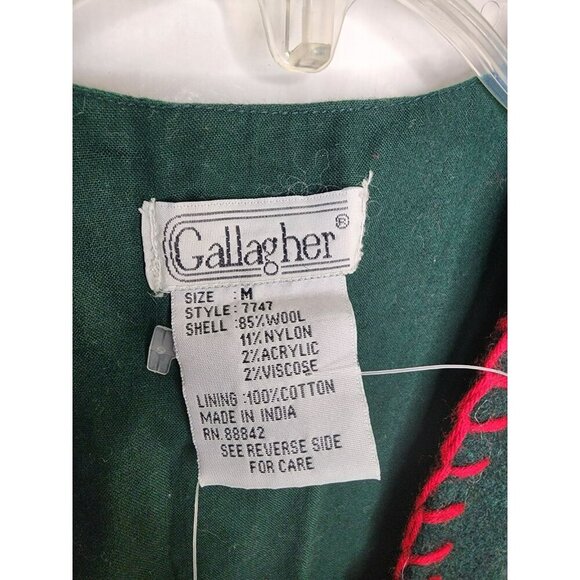 Gallagher®
SIZE : M
STYLE : 7747
SHELL : 85% WOOL
11% NYLON
2% ACRYLIC
2% VISCOSE
LINING : 100% COTTON
MADE IN INDIA
RN. 88842
SEE REVERSE SIDE
FOR CARE